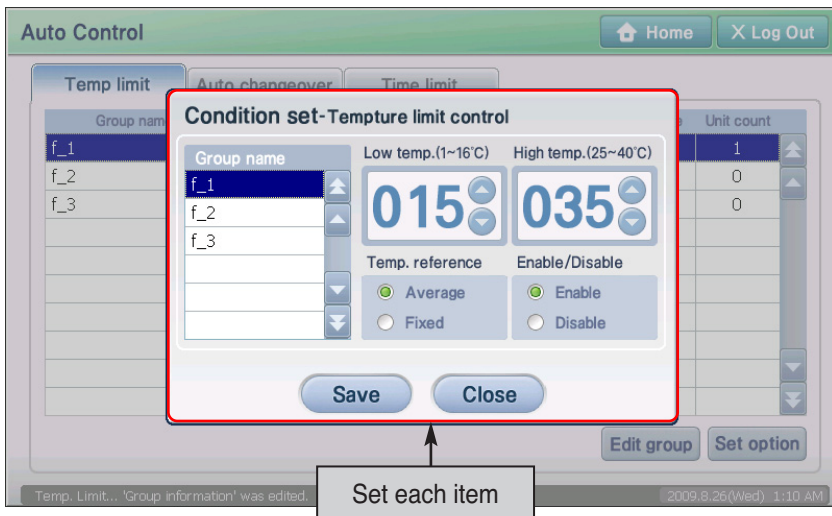 Auto Control
Home
X Log Out
Temp limit
Auto changeover
Time limit
Group nam
Unit count
f_1
1
f_2
0
f_3
0
Condition set-Tempture limit control
Group name
f_1
f_2
f_3
Low temp.(1~16°C)
High temp.(25~40°C)
015
035
Temp. reference
Enable/Disable
Average
Enable
Fixed
Disable
Save
Close
Edit group
Set option
Set each item
Temp. Limit... 'Group information' was edited.
2009.8.26(Wed) 1:10 AM